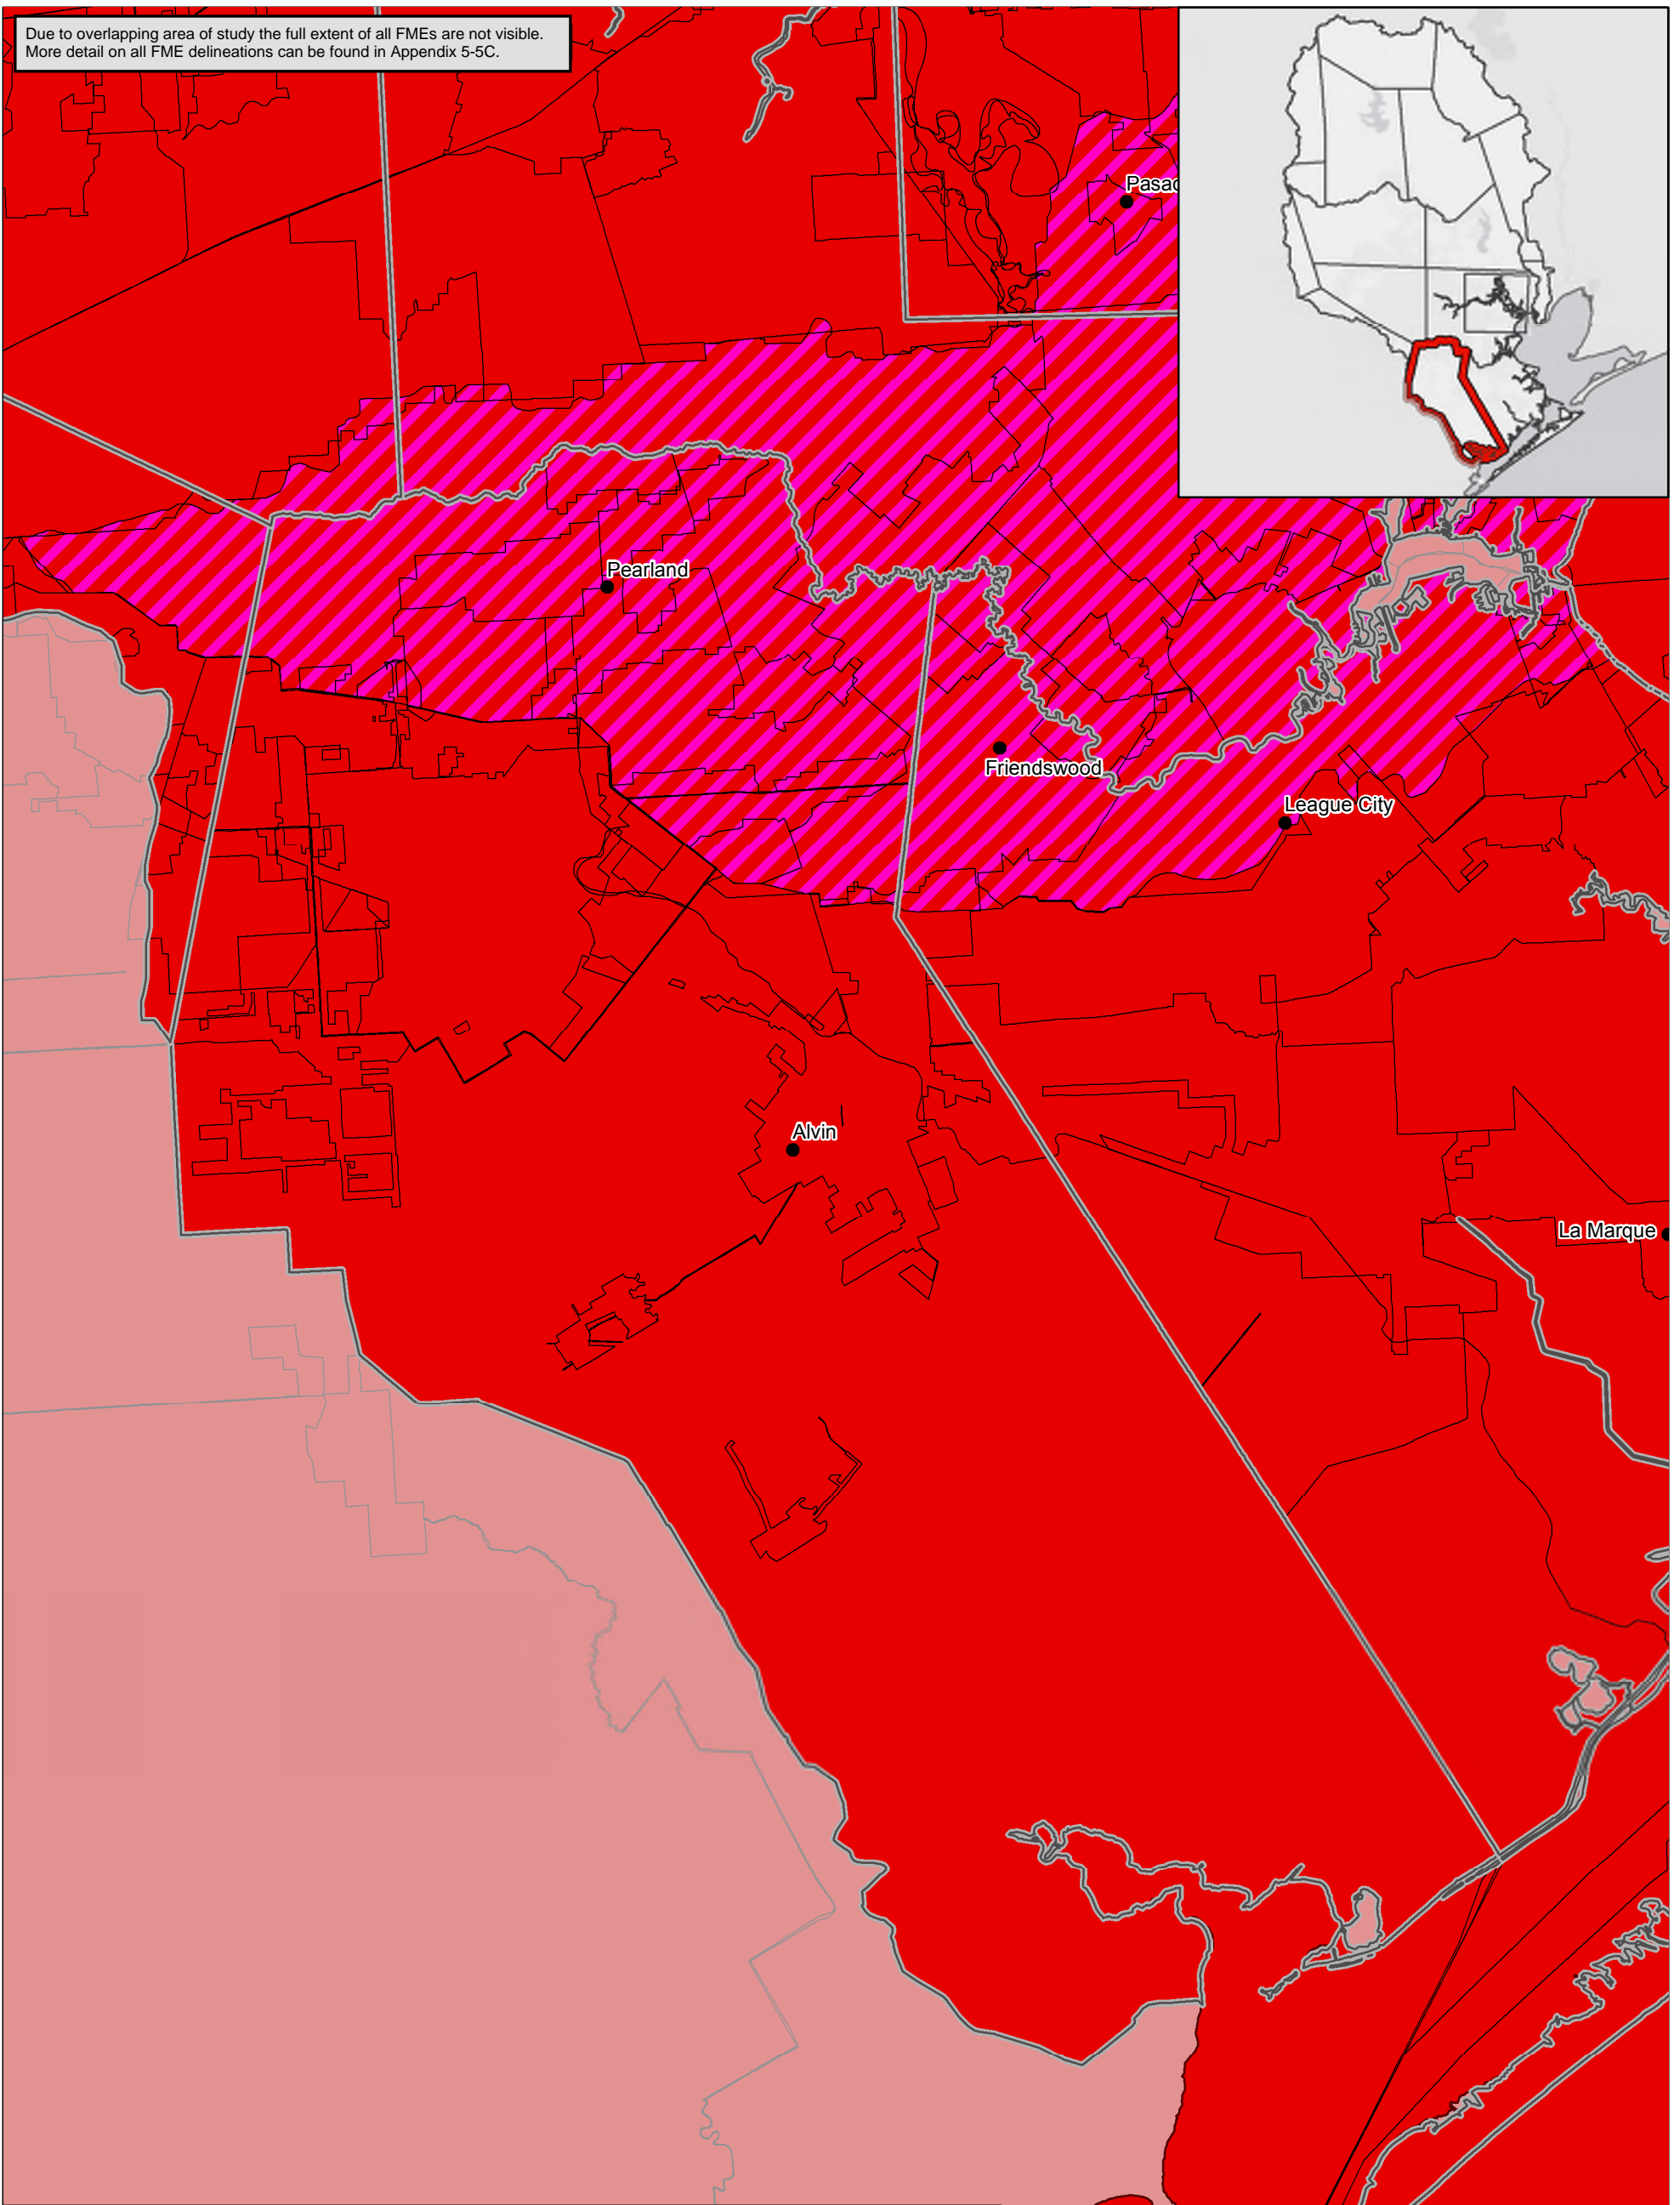 Due to overlapping area of study the full extent of all FMEs are not visible.
More detail on all FME delineations can be found in Appendix 5-5C.
Pasad
Pearland
Friendswood
League City
Alvin
La Marque